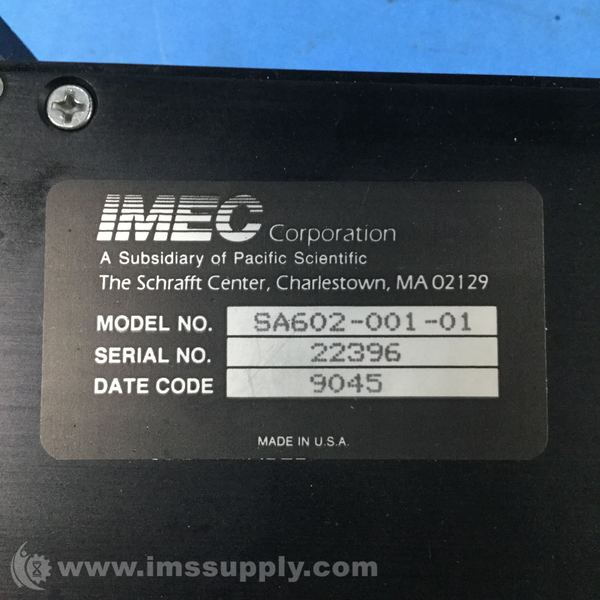 IMEC Corporation
A Subsidiary of Pacific Scientific
The Schrafft Center, Charlestown, MA 02129
MODEL NO. SA602-001-01
SERIAL NO. 22396
DATE CODE 9045
MADE IN U.S.A.
www.imssupply.com